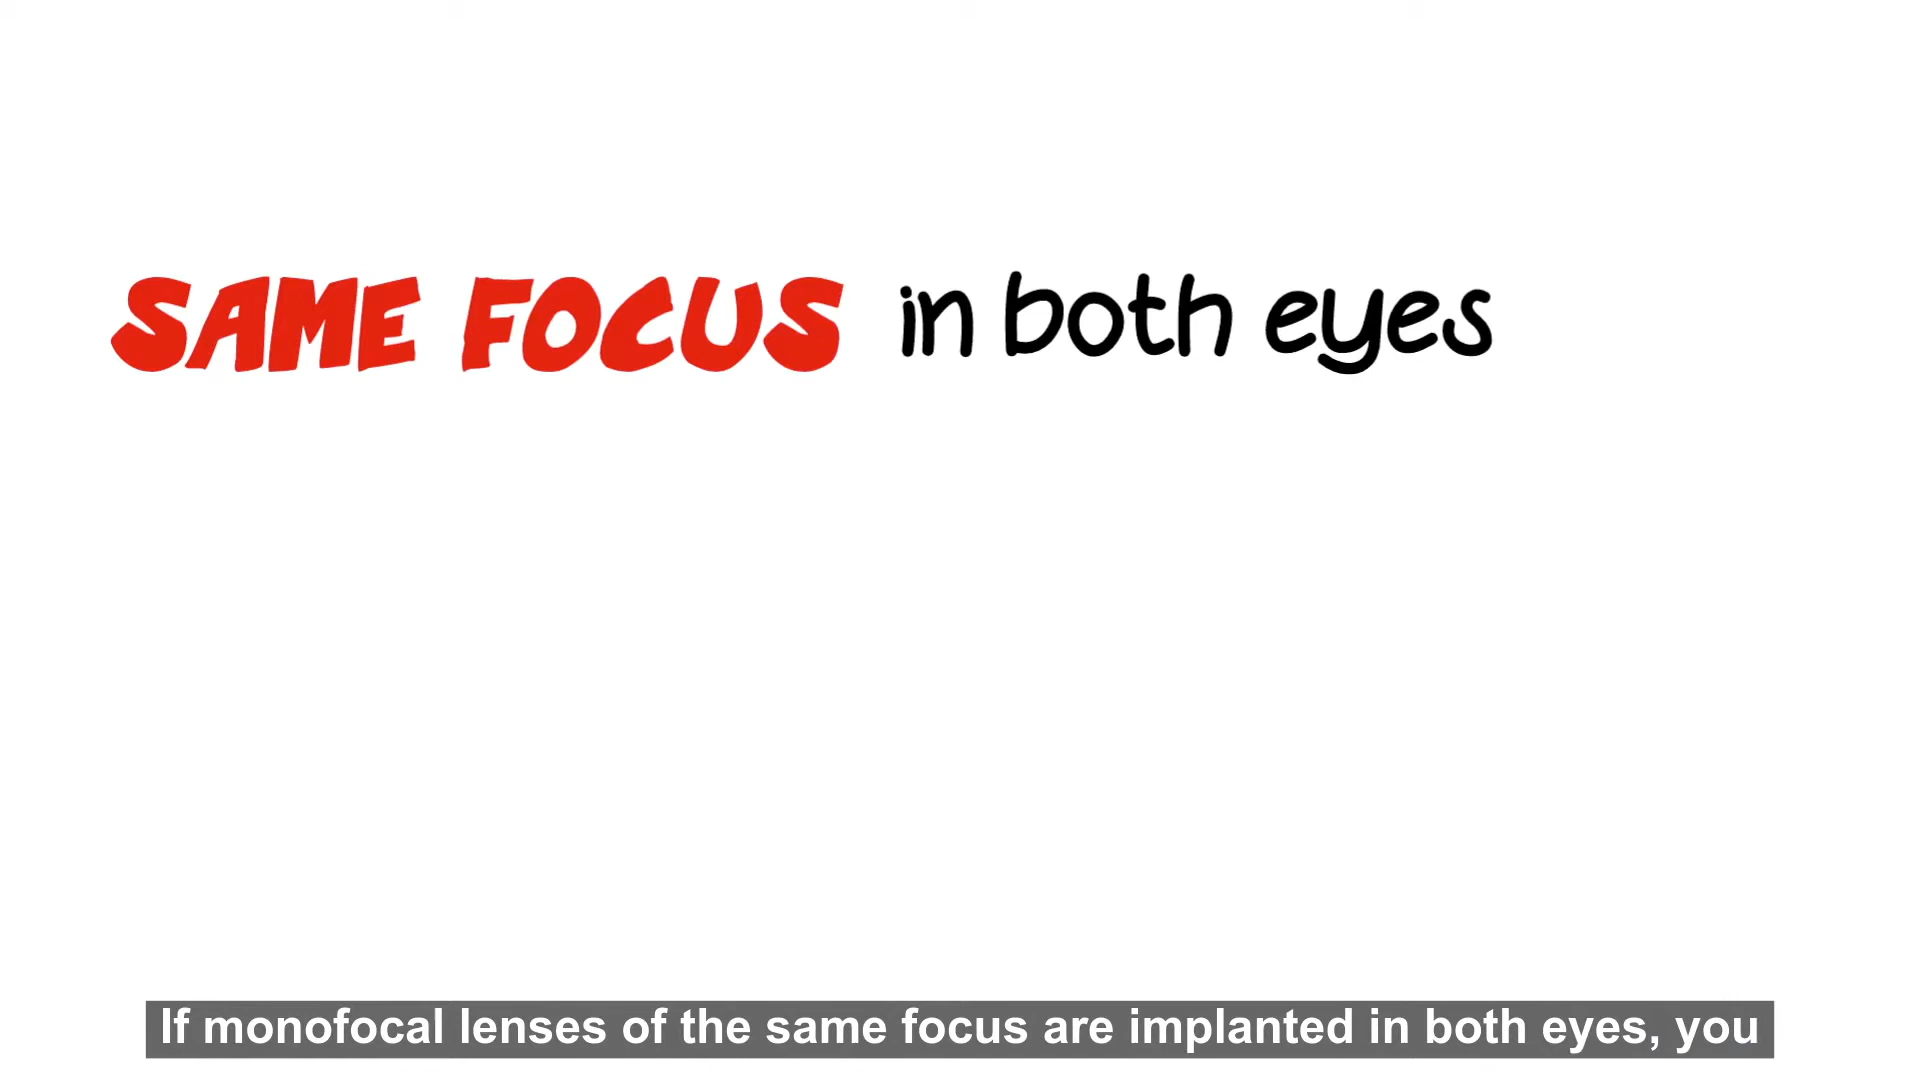 SAME FOCUS in both eyes
If monofocal lenses of the same focus are implanted in both eyes, you